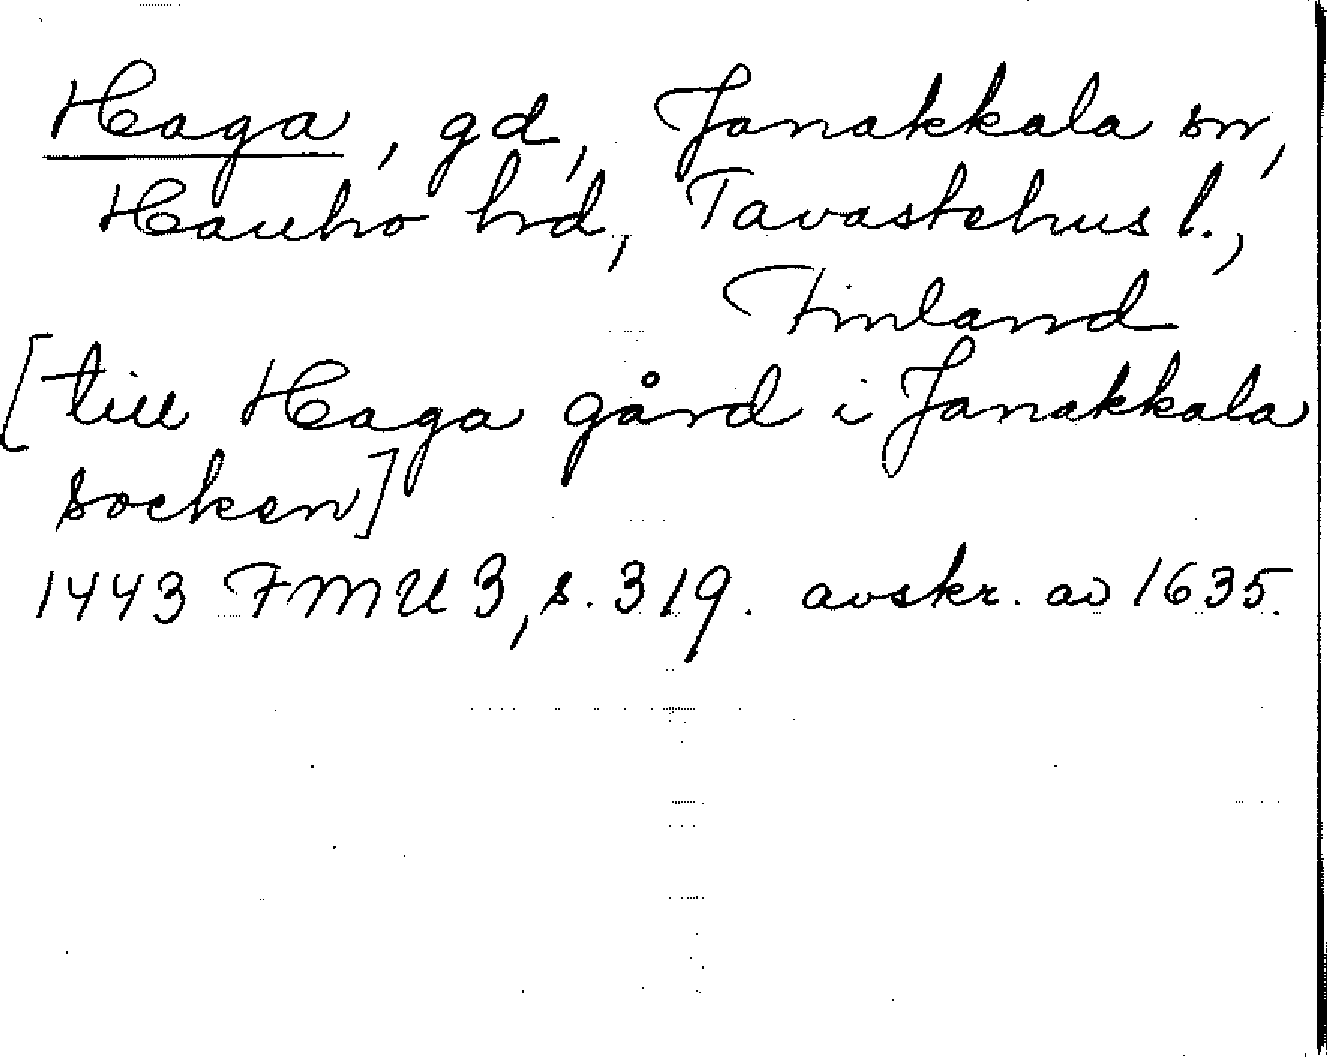 Haga, gd, Janakkala sn,
Hauho hd, Tavastehus l.,
Finland
[till Haga gård i Janakkala
socken]
1443 FMU 3, s. 319. avskr. av 1635.